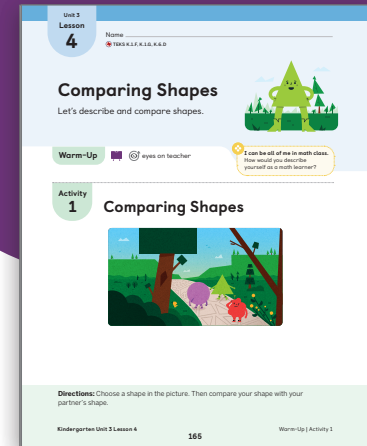 Unit 3
Lesson
4
Name
TEKS K.1.F, K.1.G, K.6.D
Comparing Shapes
Let's describe and compare shapes.
Warm-Up
eyes on teacher
I can be all of me in math class.
How would you describe
yourself as a math learner?
Activity
1
Comparing Shapes
Directions: Choose a shape in the picture. Then compare your shape with your
partner's shape.
Kindergarten Unit 3 Lesson 4
Warm-Up | Activity 1
165